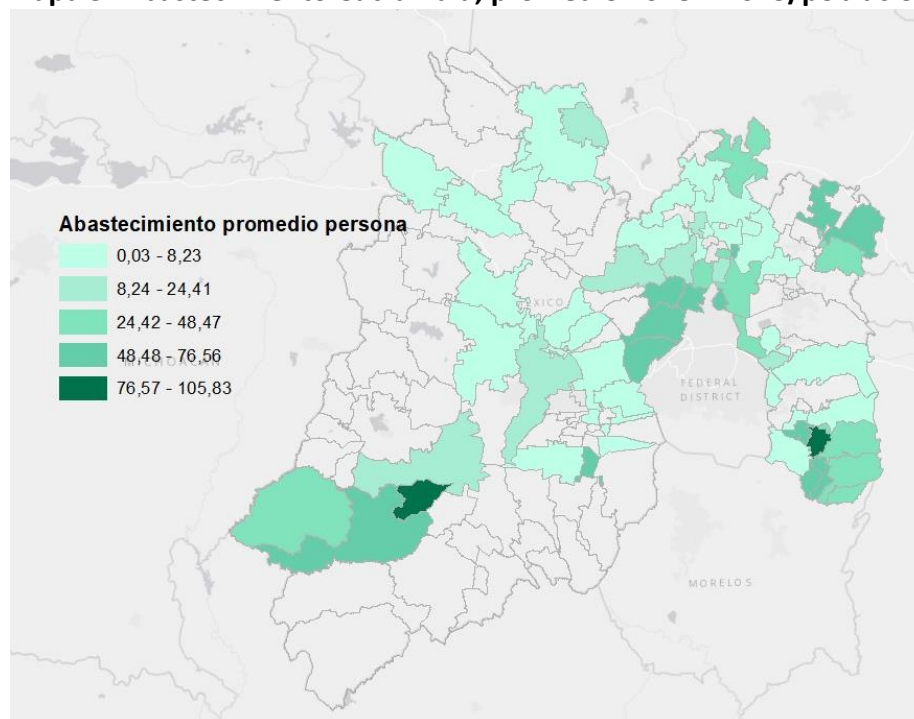 Abastecimiento promedio persona
0,03 - 8,23
8,24 - 24,41
24,42 - 48,47
48,48 - 76,56
76,57 - 105,83
MICHOACÁN
FEDERAL
DISTRICT
MORELOS